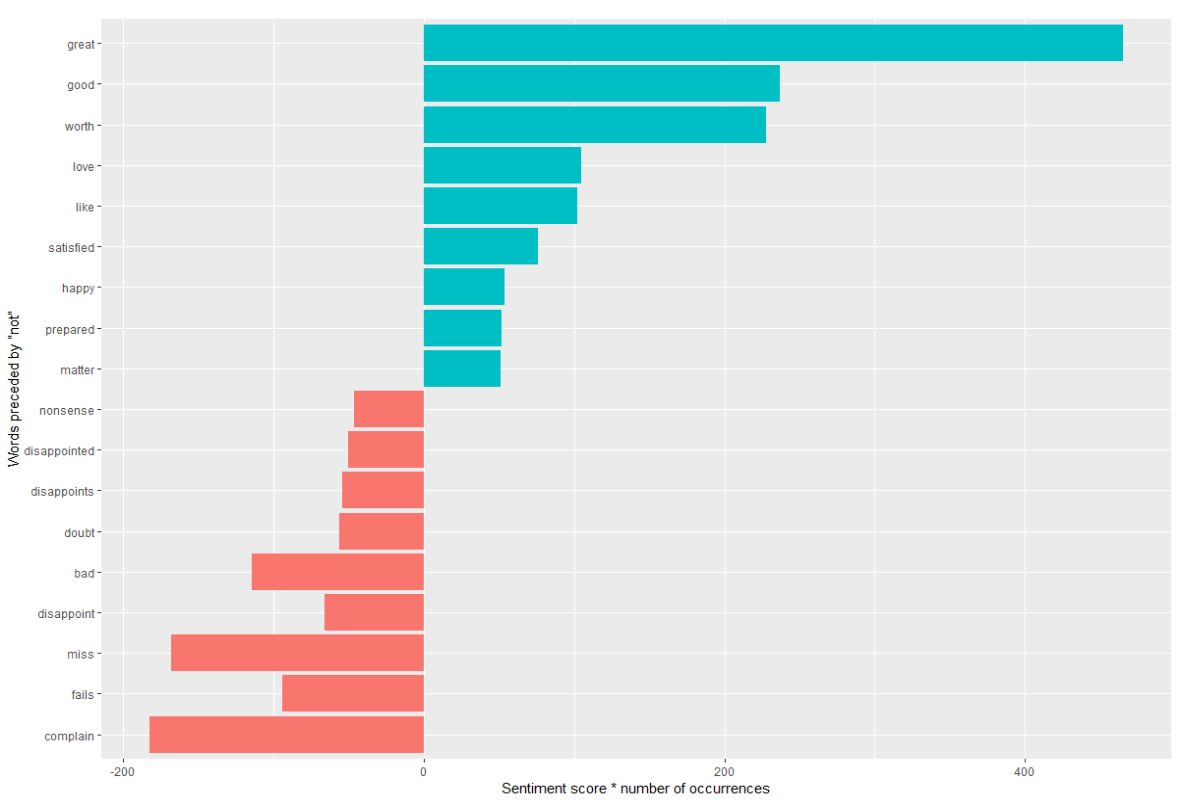 great
good
worth
love
like
satisfied
happy
prepared
matter
nonsense
disappointed
disappoints
doubt
bad
disappoint
miss
fails
complain
Words preceded by "not"
-200 0 200 400
Sentiment score * number of occurrences